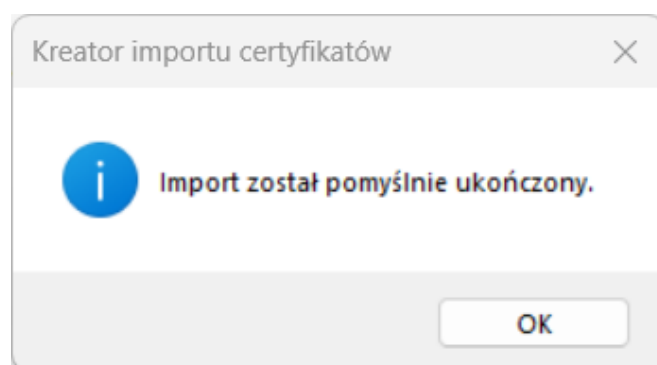 Kreator importu certyfikatów
Import został pomyślnie ukończony.
OK